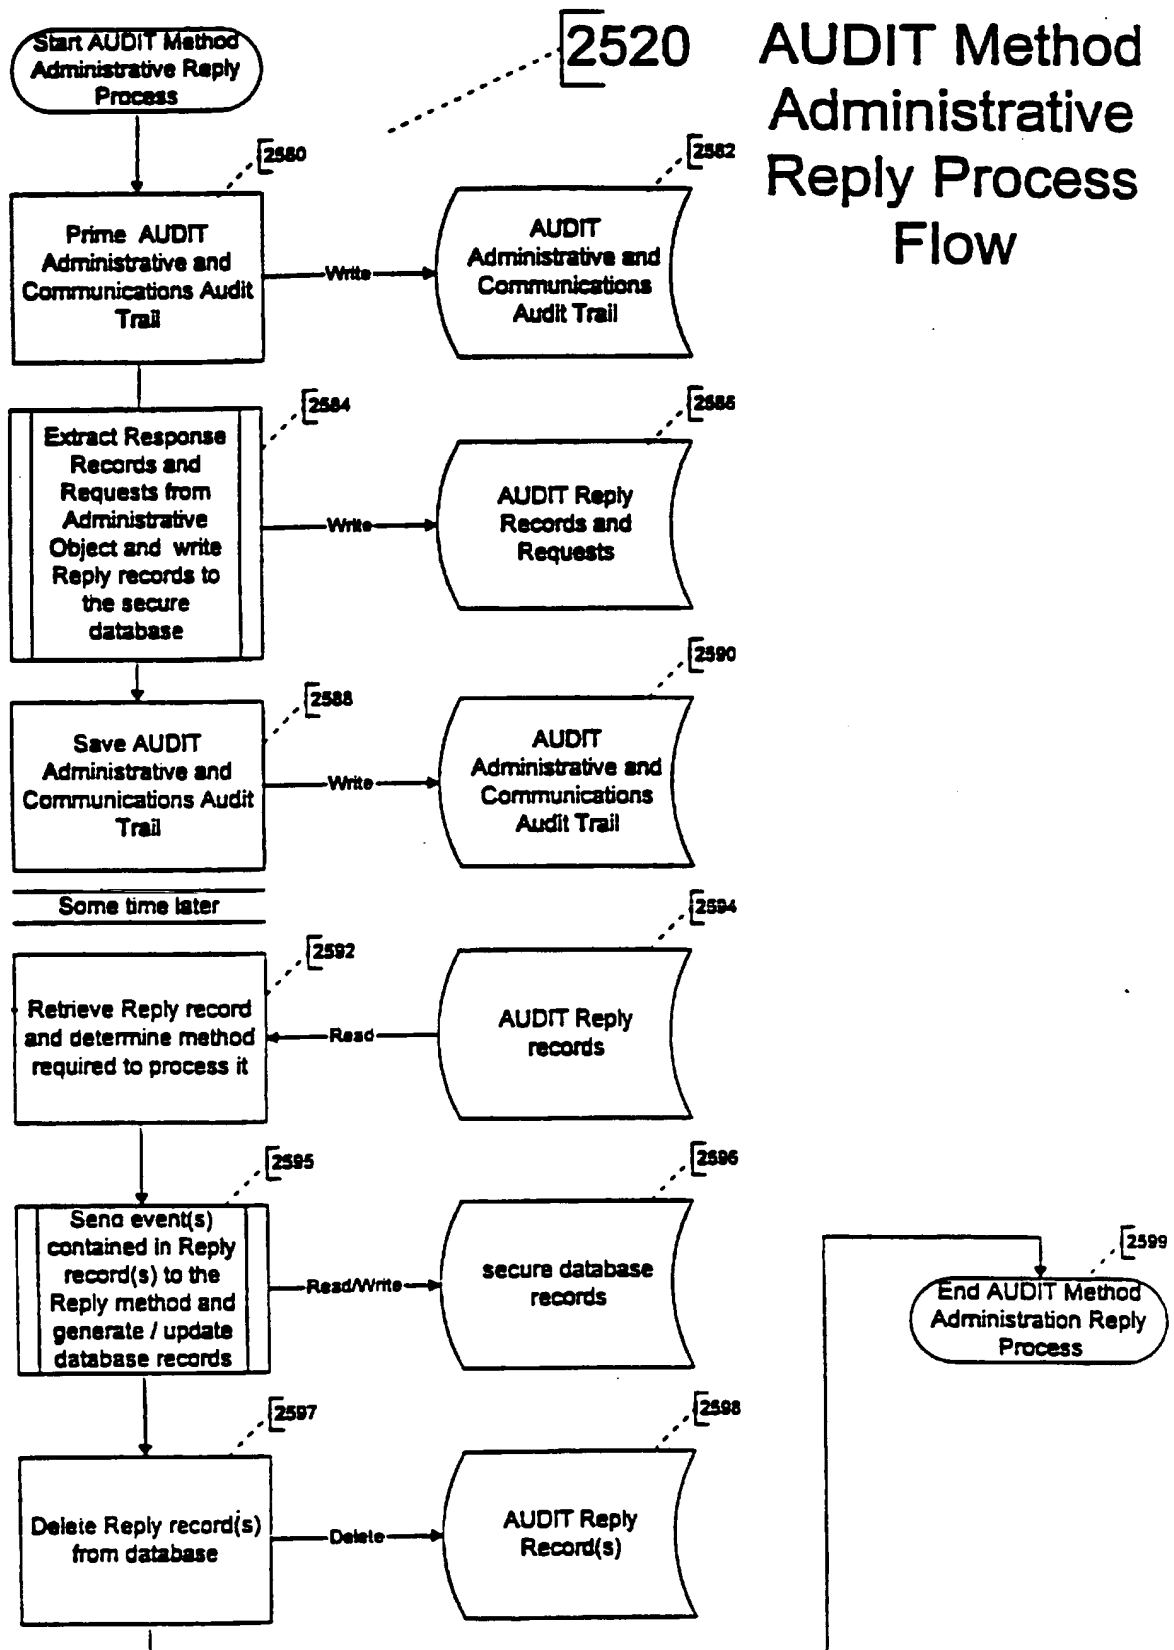 2520
AUDIT Method
Administrative
Reply Process
Flow
Start AUDIT Method
Administrative Reply
Process
2580
Prime AUDIT
Administrative and
Communications Audit
Trail
Write
2582
AUDIT
Administrative and
Communications
Audit Trail
2584
Extract Response
Records and
Requests from
Administrative
Object and write
Reply records to
the secure
database
Write
2586
AUDIT Reply
Records and
Requests
2588
Save AUDIT
Administrative and
Communications Audit
Trail
Write
2590
AUDIT
Administrative and
Communications
Audit Trail
Some time later
2592
Retrieve Reply record
and determine method
required to process it
Read
2594
AUDIT Reply
records
2595
Send event(s)
contained in Reply
record(s) to the
Reply method and
generate / update
database records
Read/Write
2596
secure database
records
2597
Delete Reply record(s)
from database
Delete
2598
AUDIT Reply
Record(s)
2599
End AUDIT Method
Administration Reply
Process